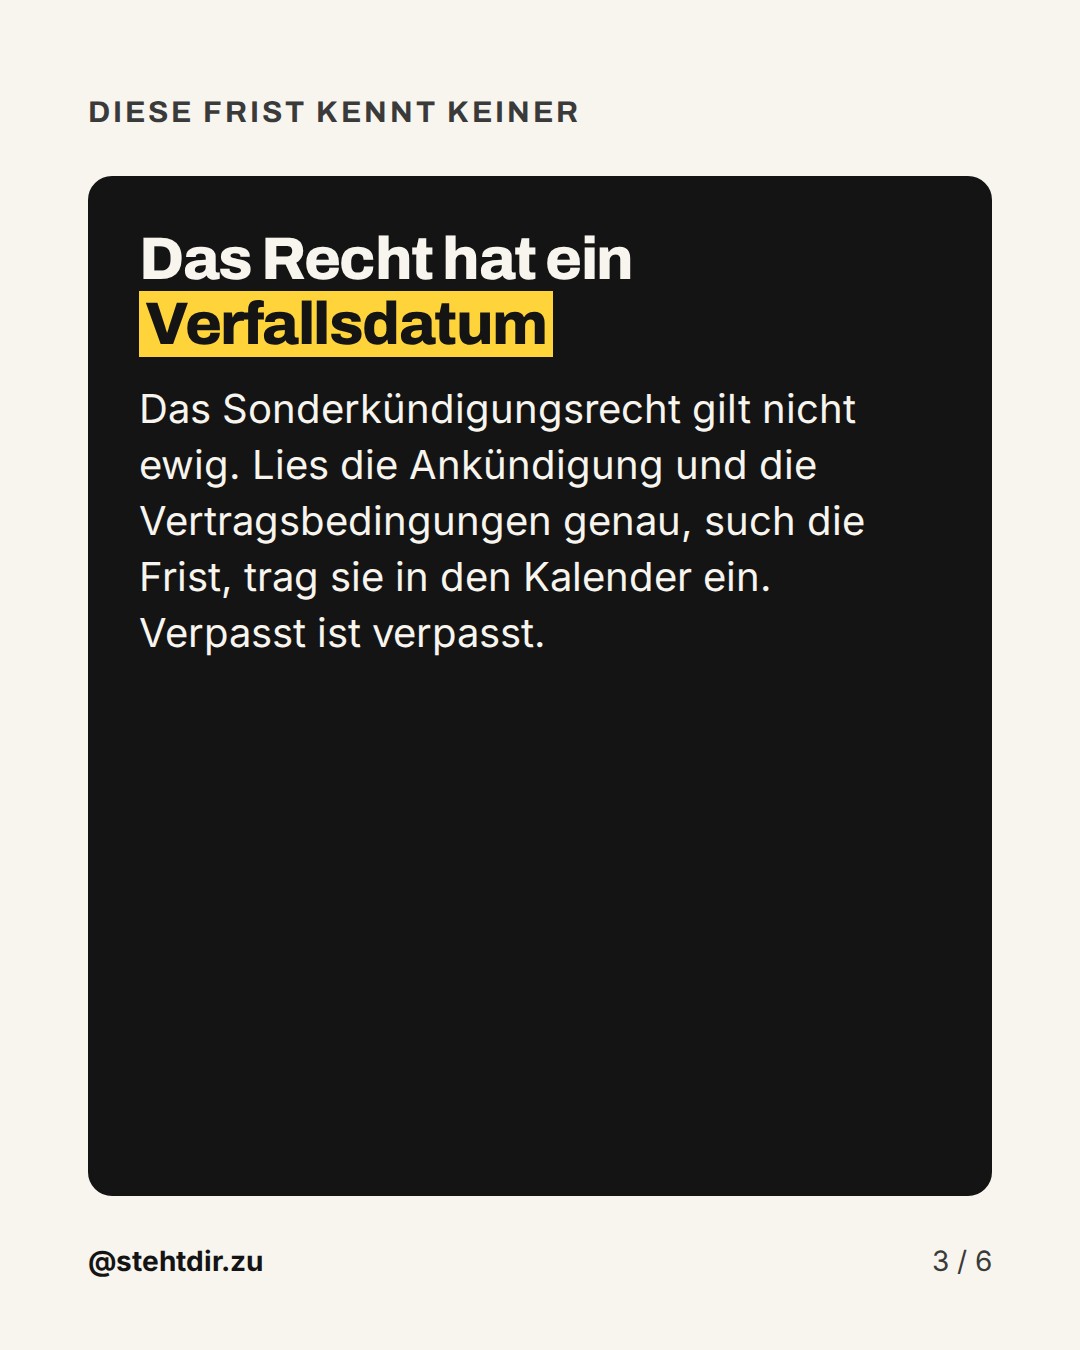 DIESE FRIST KENNT KEINER
Das Recht hat ein
Verfallsdatum
Das Sonderkündigungsrecht gilt nicht
ewig. Lies die Ankündigung und die
Vertragsbedingungen genau, such die
Frist, trag sie in den Kalender ein.
Verpasst ist verpasst.
@stehtdir.zu
3 / 6